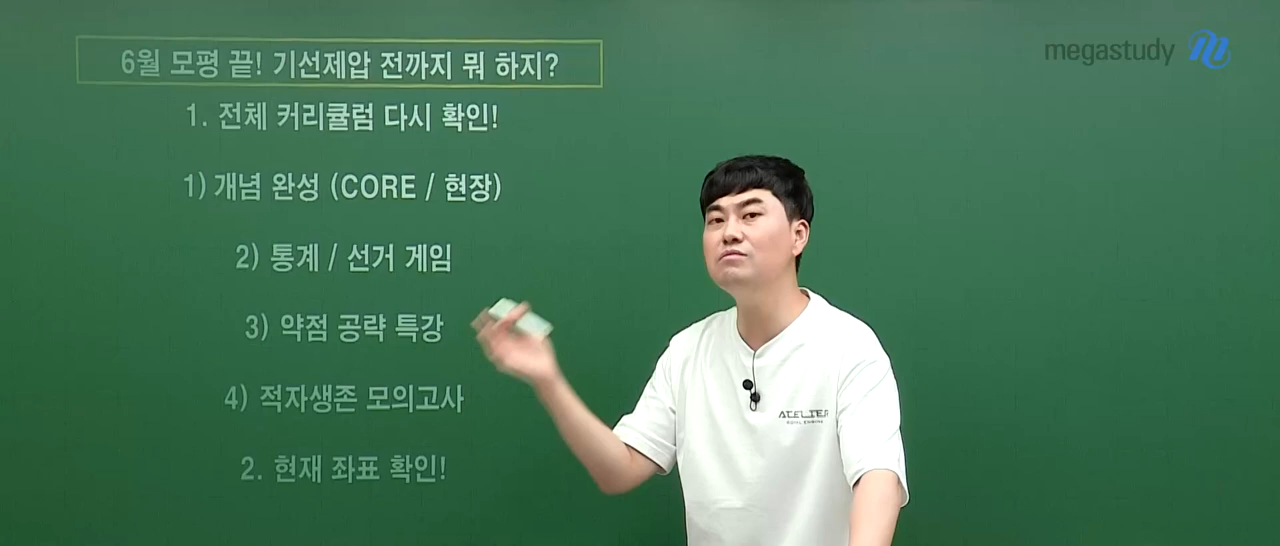 6월 모평 끝! 기선제압 전까지 뭐 하지?
megastudy
1. 전체 커리큘럼 다시 확인!
1) 개념 완성 (CORE / 현장)
2) 통계 / 선거 게임
3) 약점 공략 특강
4) 적자생존 모의고사
2. 현재 좌표 확인!
ATELIER